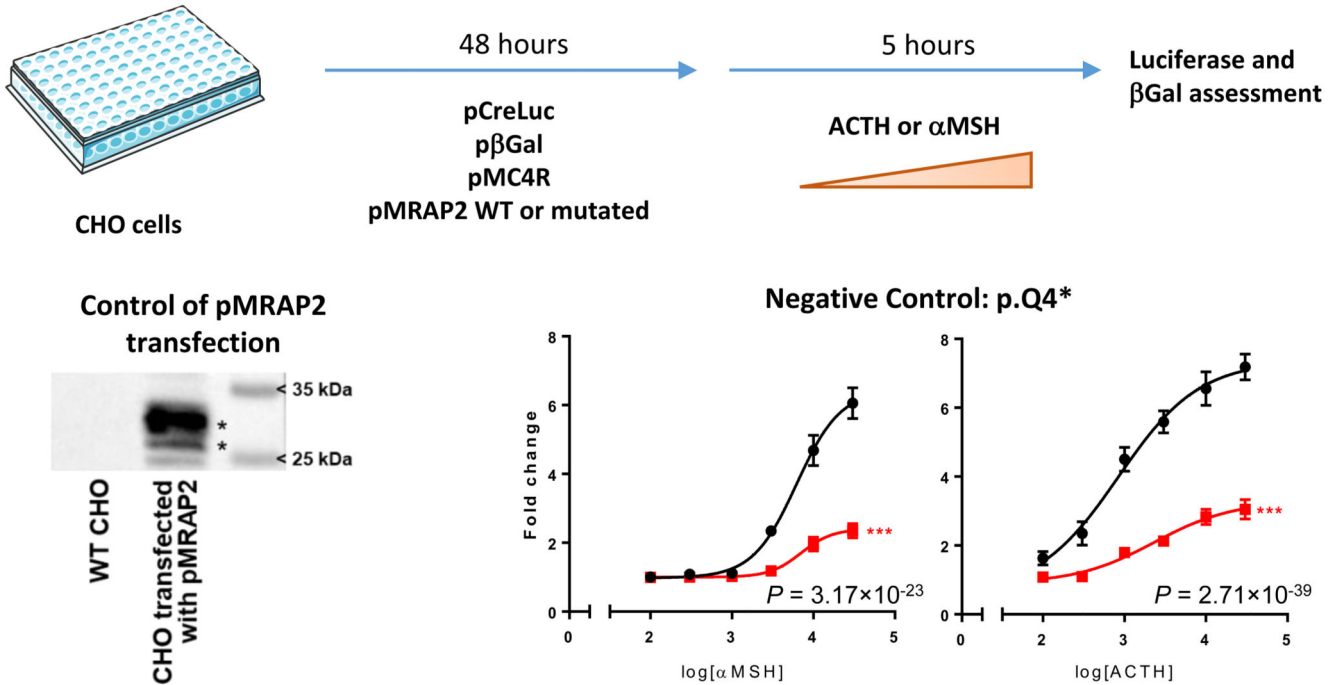 48 hours
5 hours
pCreLuc
pβGal
pMC4R
pMRAP2 WT or mutated
ACTH or αMSH
Luciferase and
βGal assessment
CHO cells
Control of pMRAP2
transfection
< 35 kDa
*
*
< 25 kDa
WT CHO
CHO transfected
with pMRAP2
Negative Control: p.Q4*
Fold change
8
6
4
2
0
***
P = 3.17×10-23
0 2 3 4 5
log[αMSH]
8
6
4
2
0
***
P = 2.71×10-39
0 2 3 4 5
log[ACTH]